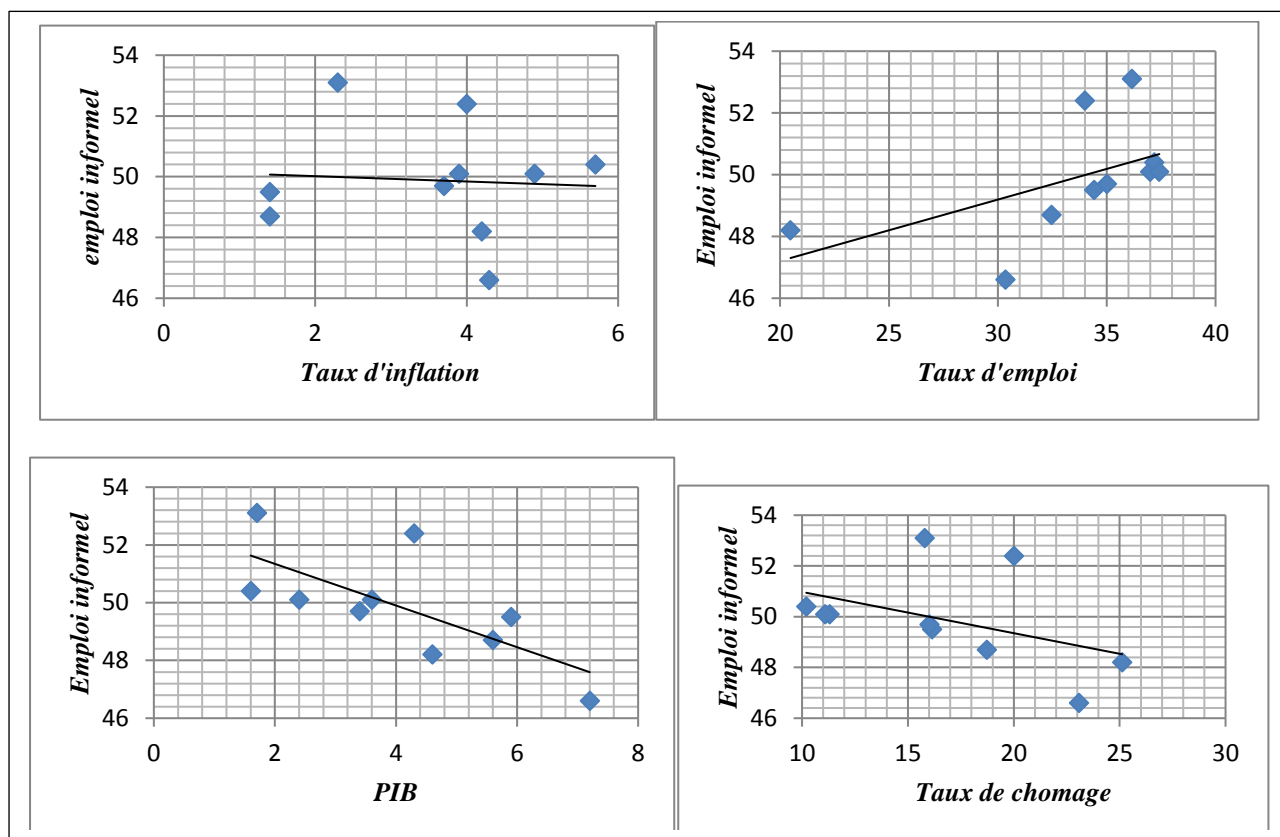 54
52
50
48
46
emploi informel
0 2 4 6
Taux d'inflation
54
52
50
48
46
Emploi informel
20 25 30 35 40
Taux d'emploi
54
52
50
48
46
Emploi informel
0 2 4 6 8
PIB
54
52
50
48
46
Emploi informel
10 15 20 25 30
Taux de chomage